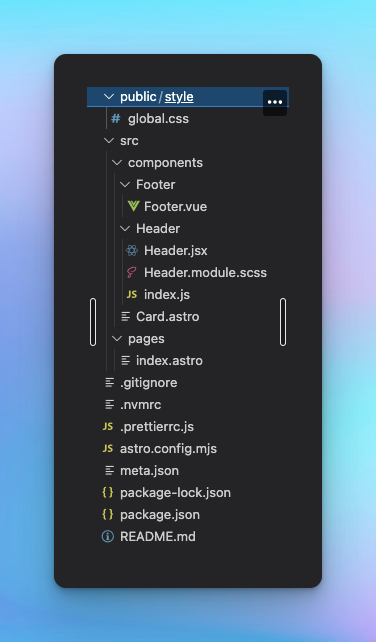 public/style
# global.css
src
components
Footer
Footer.vue
Header
Header.jsx
Header.module.scss
JS index.js
Card.astro
pages
index.astro
.gitignore
.nvmrc
JS .prettierrc.js
JS astro.config.mjs
meta.json
{} package-lock.json
{} package.json
README.md